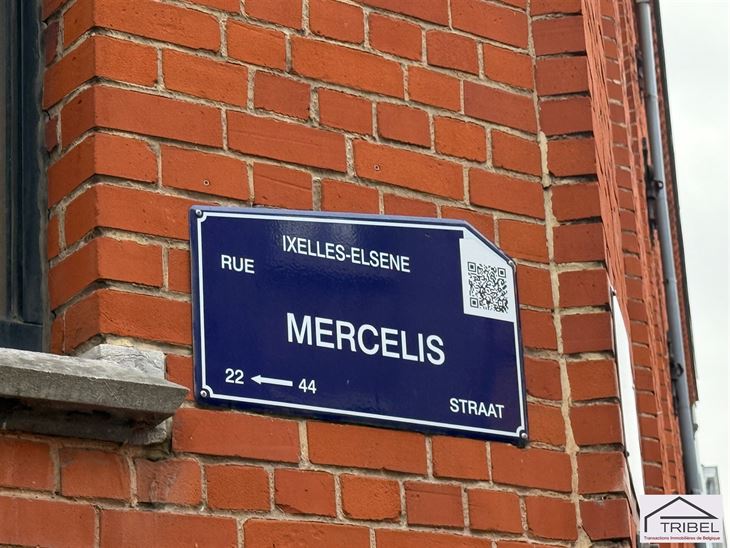 IXELLES-ELSENE
RUE
MERCELIS
22 ← 44
STRAAT
TRIBEL
Transactions Immobilières de Belgique